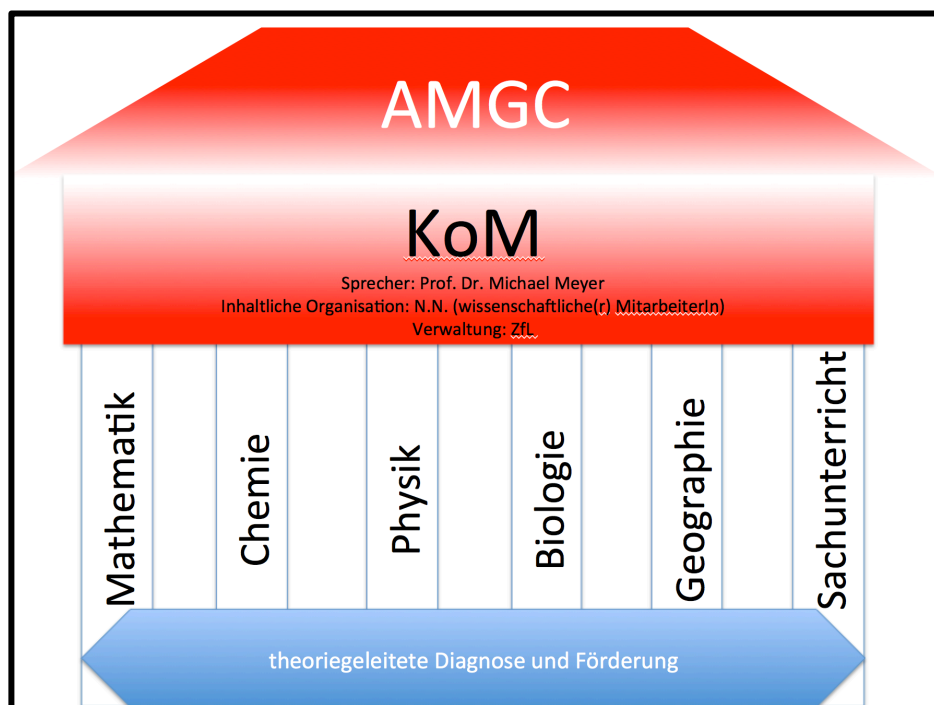 AMGC
KoM
Sprecher: Prof. Dr. Michael Meyer
Inhaltliche Organisation: N.N. (wissenschaftliche(r) MitarbeiterIn)
Verwaltung: ZfL
Mathematik
Chemie
Physik
Biologie
Geographie
Sachunterricht
theoriegeleitete Diagnose und Förderung